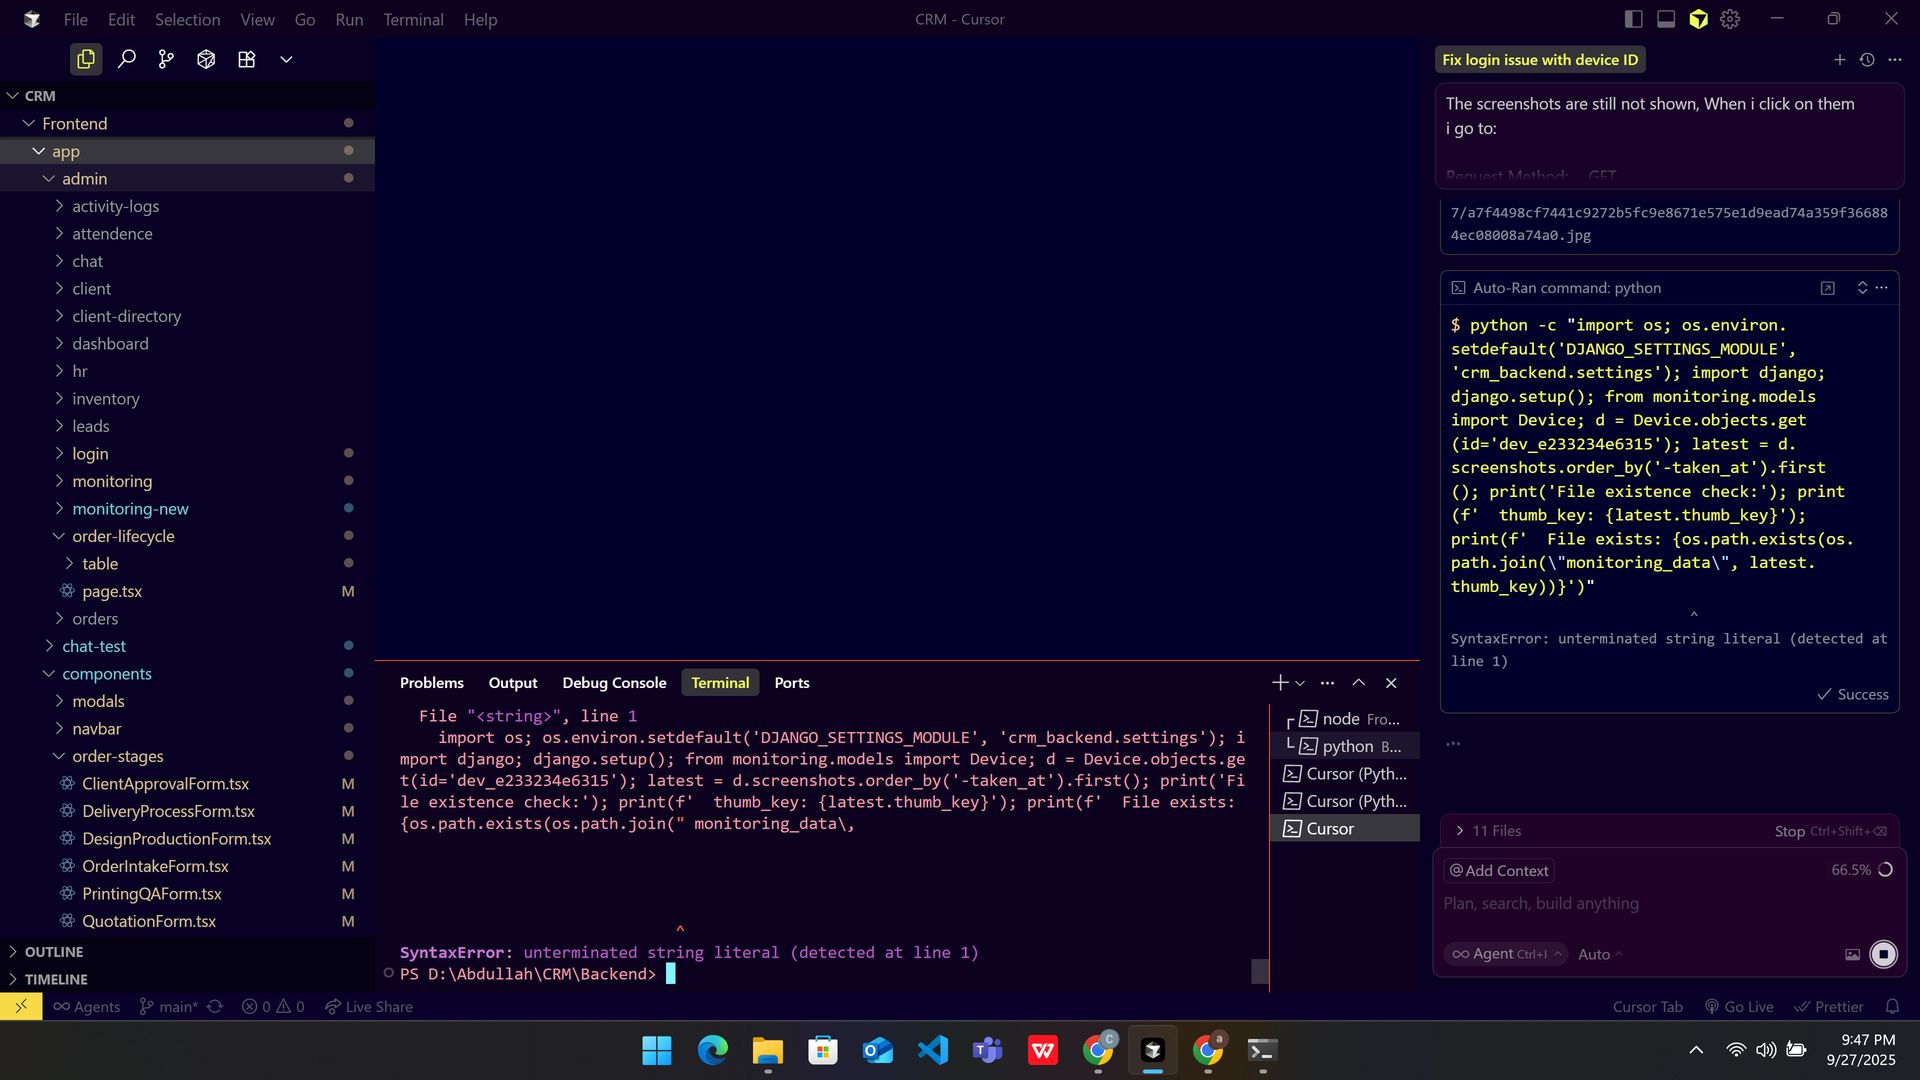 File Edit Selection View Go Run Terminal Help
CRM - Cursor
CRM
Frontend
app
admin
activity-logs
attendence
chat
client
client-directory
dashboard
hr
inventory
leads
login
monitoring
monitoring-new
order-lifecycle
table
page.tsx M
orders
chat-test
components
modals
navbar
order-stages
ClientApprovalForm.tsx M
DeliveryProcessForm.tsx M
DesignProductionForm.tsx M
OrderIntakeForm.tsx M
PrintingQAForm.tsx M
QuotationForm.tsx M
OUTLINE
TIMELINE
Problems Output Debug Console Terminal Ports
File "<string>", line 1
import os; os.environ.setdefault('DJANGO_SETTINGS_MODULE', 'crm_backend.settings'); i
mport django; django.setup(); from monitoring.models import Device; d = Device.objects.ge
t(id='dev_e233234e6315'); latest = d.screenshots.order_by('-taken_at').first(); print('Fi
le existence check:'); print(f'  thumb_key: {latest.thumb_key}'); print(f'  File exists:
{os.path.exists(os.path.join(" monitoring_data\,
^
SyntaxError: unterminated string literal (detected at line 1)
PS D:\Abdullah\CRM\Backend>
node Fro...
python B...
Cursor (Pyth...
Cursor (Pyth...
Cursor
Fix login issue with device ID
The screenshots are still not shown, When i click on them
i go to:
Request Method: GET
7/a7f4498cf7441c9272b5fc9e8671e575e1d9ead74a359f36688
4ec08008a74a0.jpg
Auto-Ran command: python
$ python -c "import os; os.environ.
setdefault('DJANGO_SETTINGS_MODULE',
'crm_backend.settings'); import django;
django.setup(); from monitoring.models
import Device; d = Device.objects.get
(id='dev_e233234e6315'); latest = d.
screenshots.order_by('-taken_at').first
(); print('File existence check:'); print
(f'  thumb_key: {latest.thumb_key}');
print(f'  File exists: {os.path.exists(os.
path.join(\"monitoring_data\", latest.
thumb_key))}')"
^
SyntaxError: unterminated string literal (detected at
line 1)
Success
11 Files Stop Ctrl+Shift+⌫
@ Add Context 66.5%
Plan, search, build anything
Agent Ctrl+I Auto
Agents main* 0 0 Live Share
Cursor Tab Go Live Prettier
9:47 PM
9/27/2025